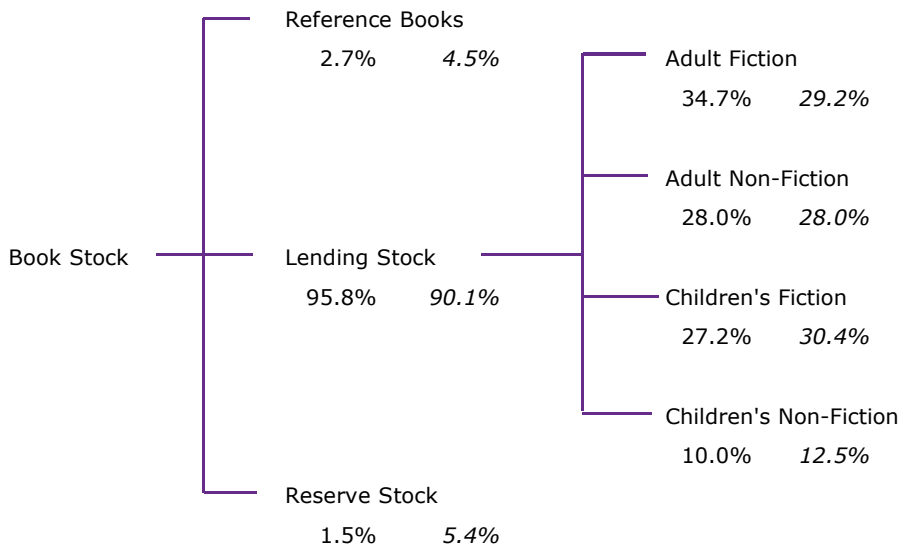 Reference Books
2.7% 4.5%
Adult Fiction
34.7% 29.2%
Adult Non-Fiction
28.0% 28.0%
Book Stock
Lending Stock
95.8% 90.1%
Children's Fiction
27.2% 30.4%
Children's Non-Fiction
10.0% 12.5%
Reserve Stock
1.5% 5.4%